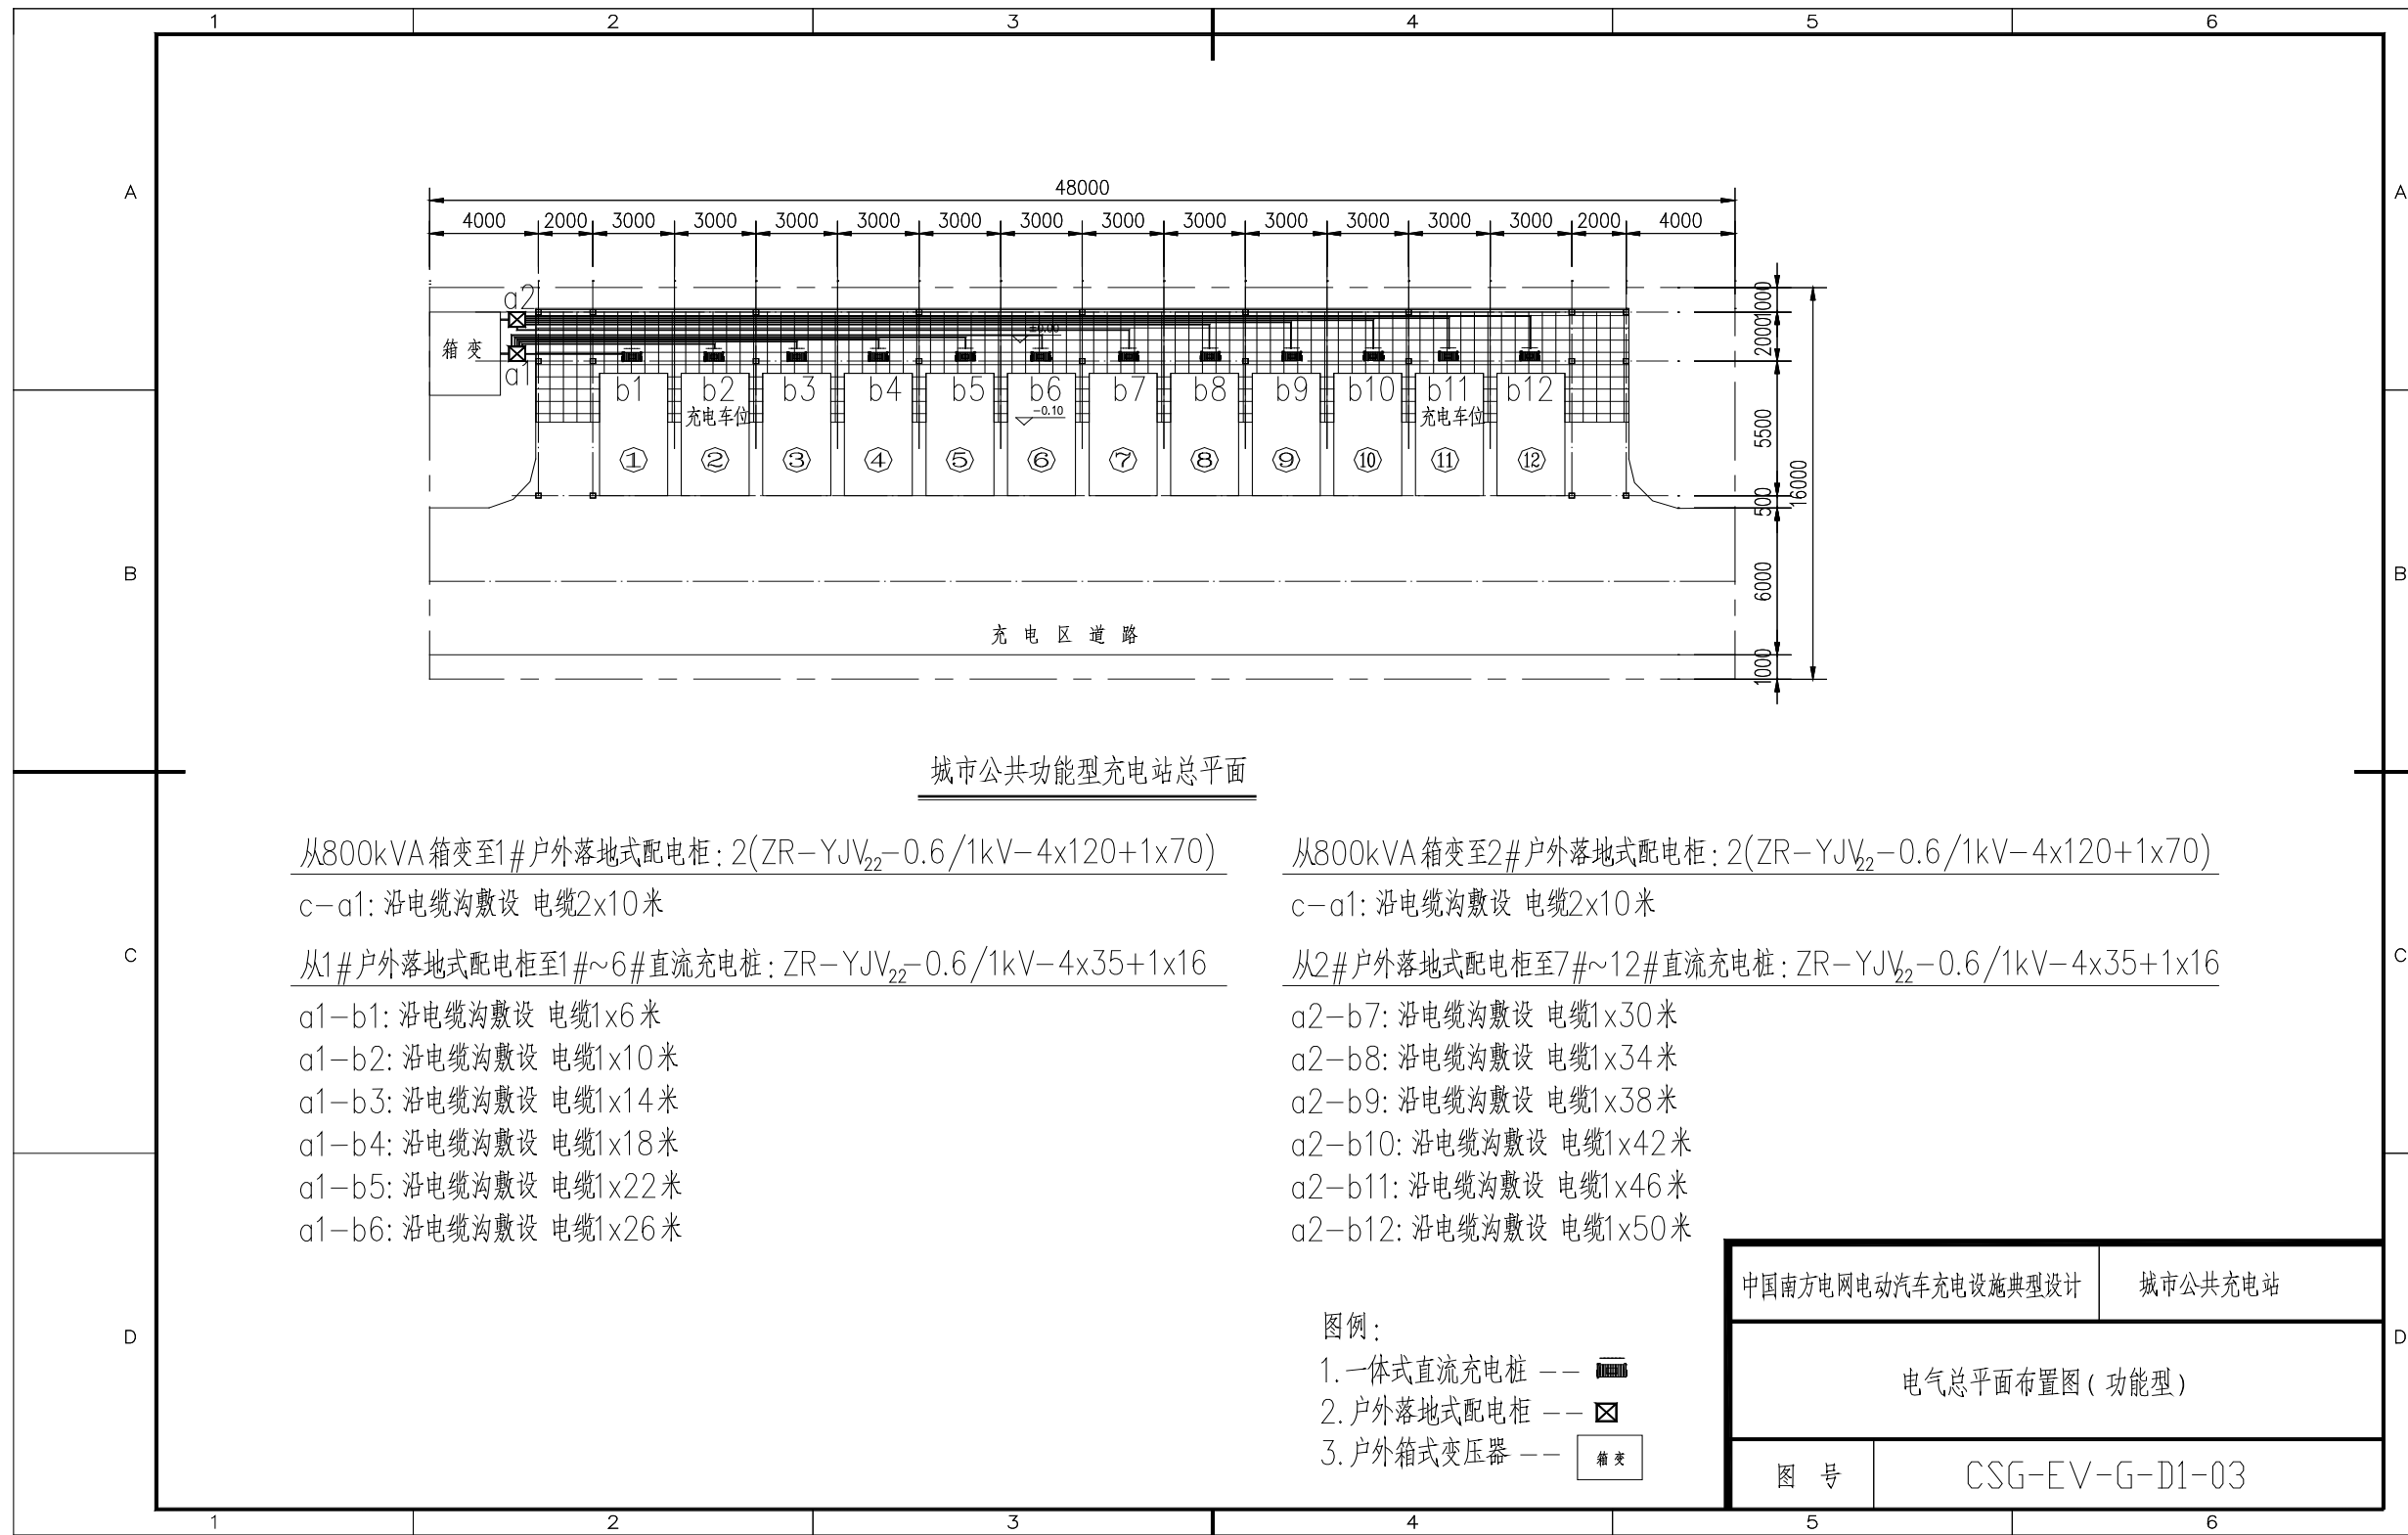 1 2 3 4 5 6
A A
48000
4000 2000 3000 3000 3000 3000 3000 3000 3000 3000 3000 3000 3000 3000 2000 4000
a2
箱变
a1
±0.00
b1 b2 b3 b4 b5 b6 b7 b8 b9 b10 b11 b12
充电车位 -0.10 充电车位
① ② ③ ④ ⑤ ⑥ ⑦ ⑧ ⑨ ⑩ ⑪ ⑫
1000
2000
5500
500
6000
1000
16000
B B
充电区道路
城市公共功能型充电站总平面
从800kVA箱变至1#户外落地式配电柜：2(ZR-YJV22-0.6/1kV-4x120+1x70)
c-a1: 沿电缆沟敷设 电缆2x10米
从1#户外落地式配电柜至1#~6#直流充电桩：ZR-YJV22-0.6/1kV-4x35+1x16
a1-b1: 沿电缆沟敷设 电缆1x6米
a1-b2: 沿电缆沟敷设 电缆1x10米
a1-b3: 沿电缆沟敷设 电缆1x14米
a1-b4: 沿电缆沟敷设 电缆1x18米
a1-b5: 沿电缆沟敷设 电缆1x22米
a1-b6: 沿电缆沟敷设 电缆1x26米
从800kVA箱变至2#户外落地式配电柜：2(ZR-YJV22-0.6/1kV-4x120+1x70)
c-a1: 沿电缆沟敷设 电缆2x10米
从2#户外落地式配电柜至7#~12#直流充电桩：ZR-YJV22-0.6/1kV-4x35+1x16
a2-b7: 沿电缆沟敷设 电缆1x30米
a2-b8: 沿电缆沟敷设 电缆1x34米
a2-b9: 沿电缆沟敷设 电缆1x38米
a2-b10: 沿电缆沟敷设 电缆1x42米
a2-b11: 沿电缆沟敷设 电缆1x46米
a2-b12: 沿电缆沟敷设 电缆1x50米
C C
图例：
1.一体式直流充电桩 --
2.户外落地式配电柜 --
3.户外箱式变压器 -- 箱变
中国南方电网电动汽车充电设施典型设计 城市公共充电站
电气总平面布置图(功能型)
图号 CSG-EV-G-D1-03
D D
1 2 3 4 5 6